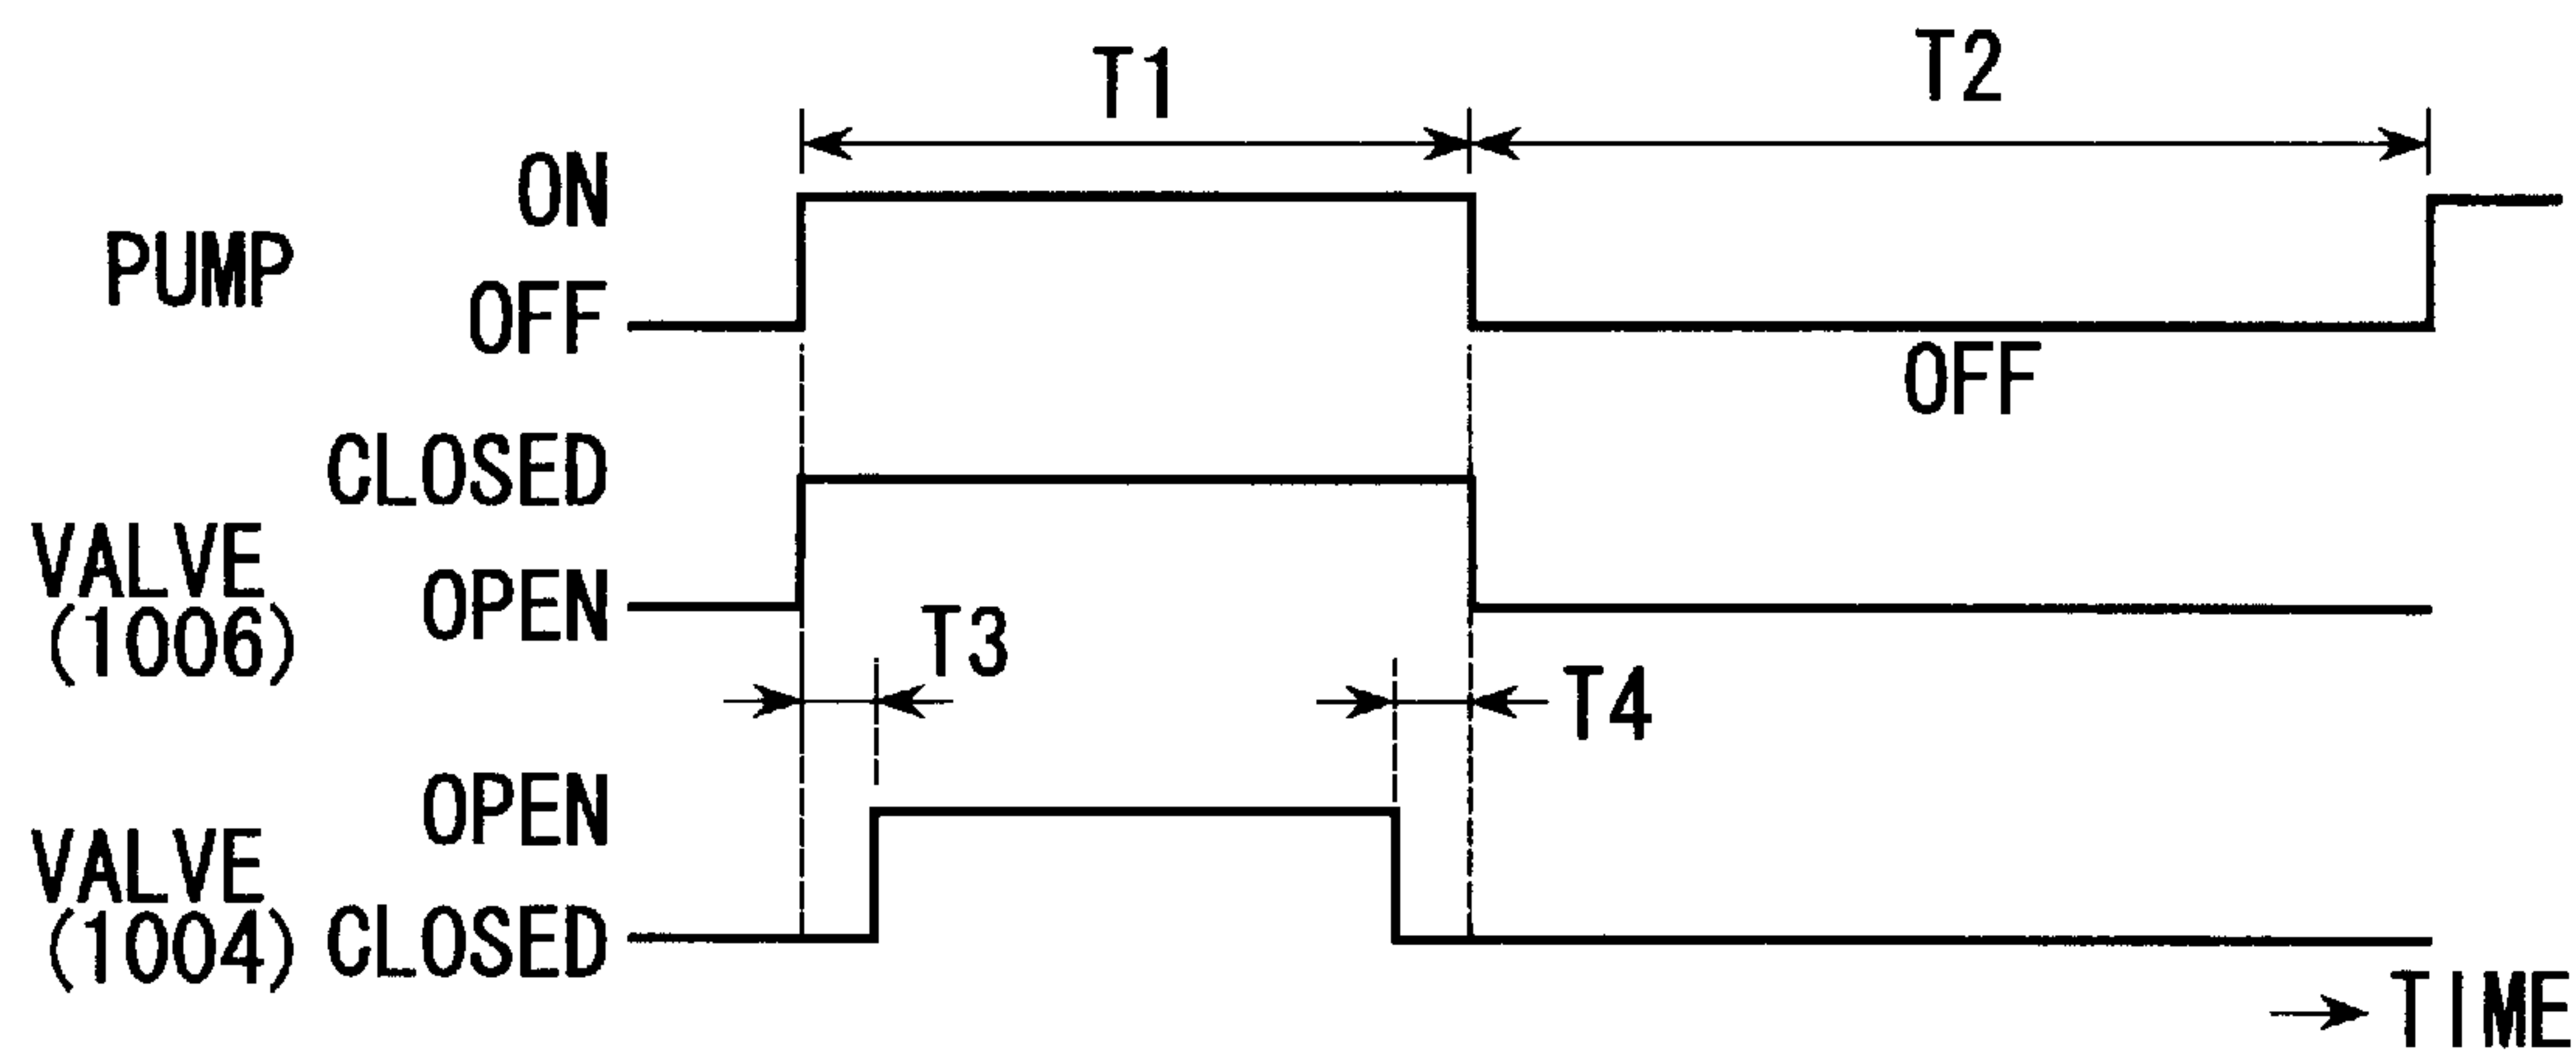 T1
T2
ON
PUMP
OFF
OFF
CLOSED
VALVE
(1006)
OPEN
T3
T4
OPEN
VALVE
(1004)
CLOSED
TIME